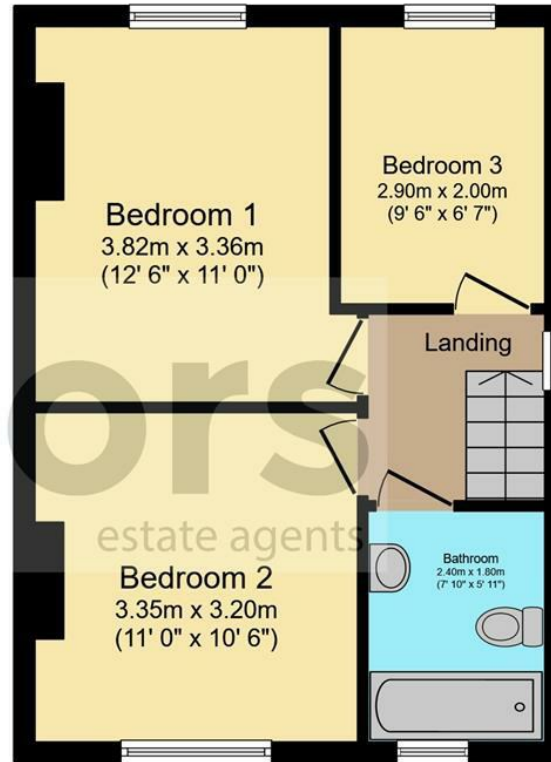 Bedroom 1
3.82m x 3.36m
(12' 6" x 11' 0")
Bedroom 3
2.90m x 2.00m
(9' 6" x 6' 7")
Landing
ors
estate agents
Bedroom 2
3.35m x 3.20m
(11' 0" x 10' 6")
Bathroom
2.40m x 1.80m
(7' 10" x 5' 11")